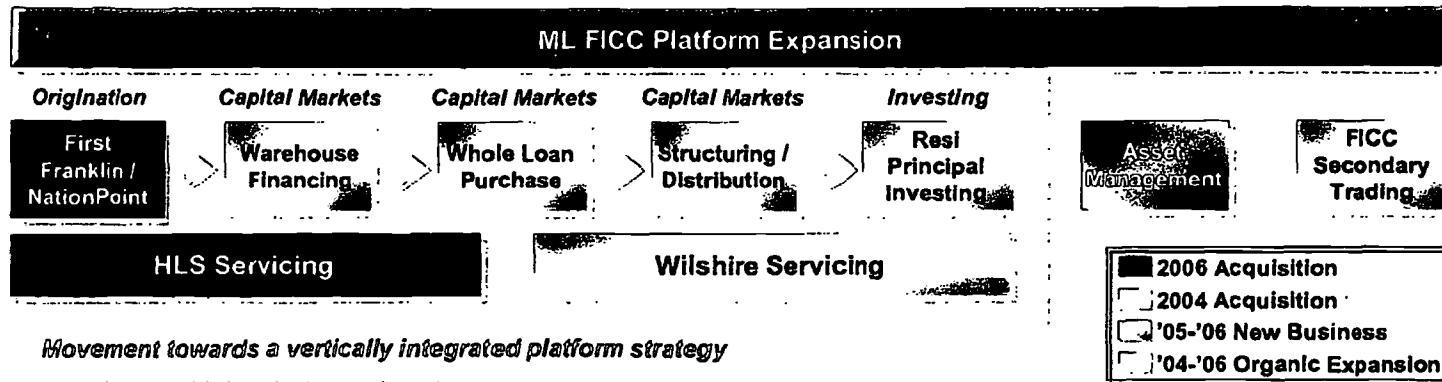 ML FICC Platform Expansion
Origination
Capital Markets
Capital Markets
Capital Markets
Investing
First
Franklin /
NationPoint
Warehouse
Financing
Whole Loan
Purchase
Structuring /
Distribution
Resi
Principal
Investing
Asset
Management
FICC
Secondary
Trading
HLS Servicing
Wilshire Servicing
2006 Acquisition
2004 Acquisition
'05-'06 New Business
'04-'06 Organic Expansion
Movement towards a vertically integrated platform strategy